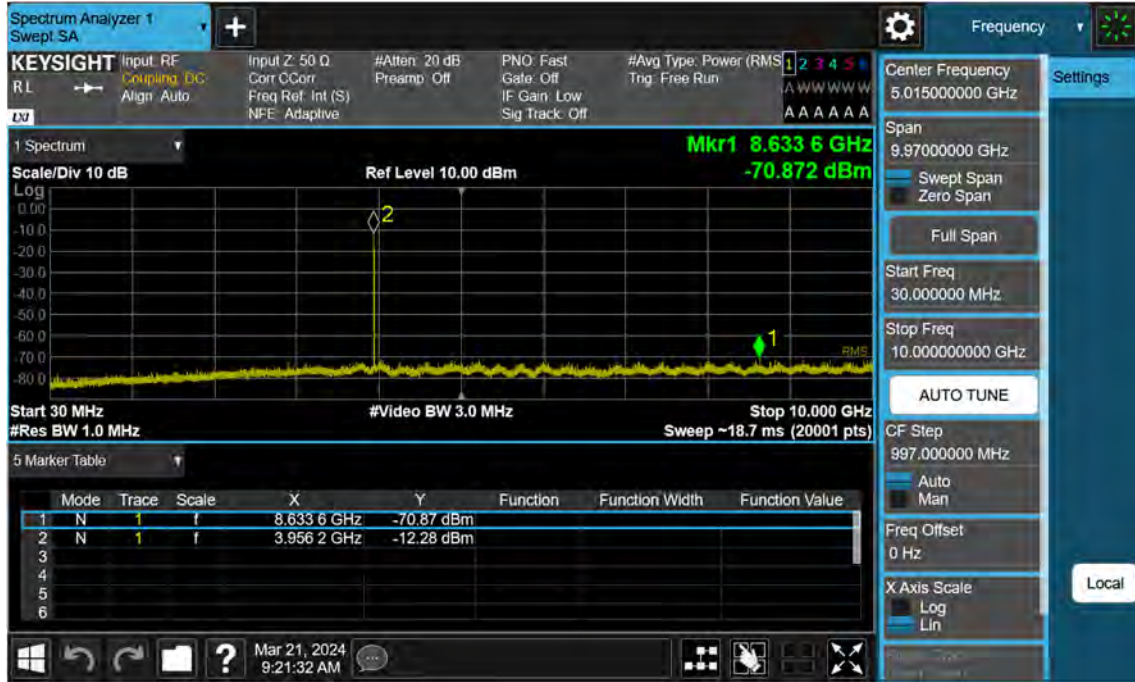 Spectrum Analyzer 1
Swept SA
+
Frequency
KEYSIGHT
RL
LXI
Input: RF
Coupling: DC
Align: Auto
Input Z: 50 Ω
Corr CCorr
Freq Ref: Int (S)
NFE: Adaptive
#Atten: 20 dB
Preamp: Off
PNO: Fast
Gate: Off
IF Gain: Low
Sig Track: Off
#Avg Type: Power (RMS
Trig: Free Run
1 2 3 4 5 6
A W W W W W
A A A A A A
1 Spectrum
Scale/Div 10 dB
Ref Level 10.00 dBm
Mkr1 8.633 6 GHz
-70.872 dBm
Log
0.00
-10.0
-20.0
-30.0
-40.0
-50.0
-60.0
-70.0
-80.0
2
1
RMS
Start 30 MHz
#Video BW 3.0 MHz
Stop 10.000 GHz
#Res BW 1.0 MHz
Sweep ~18.7 ms (20001 pts)
5 Marker Table
Mode Trace Scale X Y Function Function Width Function Value
1 N 1 f 8.633 6 GHz -70.87 dBm
2 N 1 f 3.956 2 GHz -12.28 dBm
3
4
5
6
?
Mar 21, 2024
9:21:32 AM
Center Frequency
5.015000000 GHz
Span
9.97000000 GHz
Swept Span
Zero Span
Full Span
Start Freq
30.000000 MHz
Stop Freq
10.000000000 GHz
AUTO TUNE
CF Step
997.000000 MHz
Auto
Man
Freq Offset
0 Hz
X Axis Scale
Log
Lin
Settings
Local